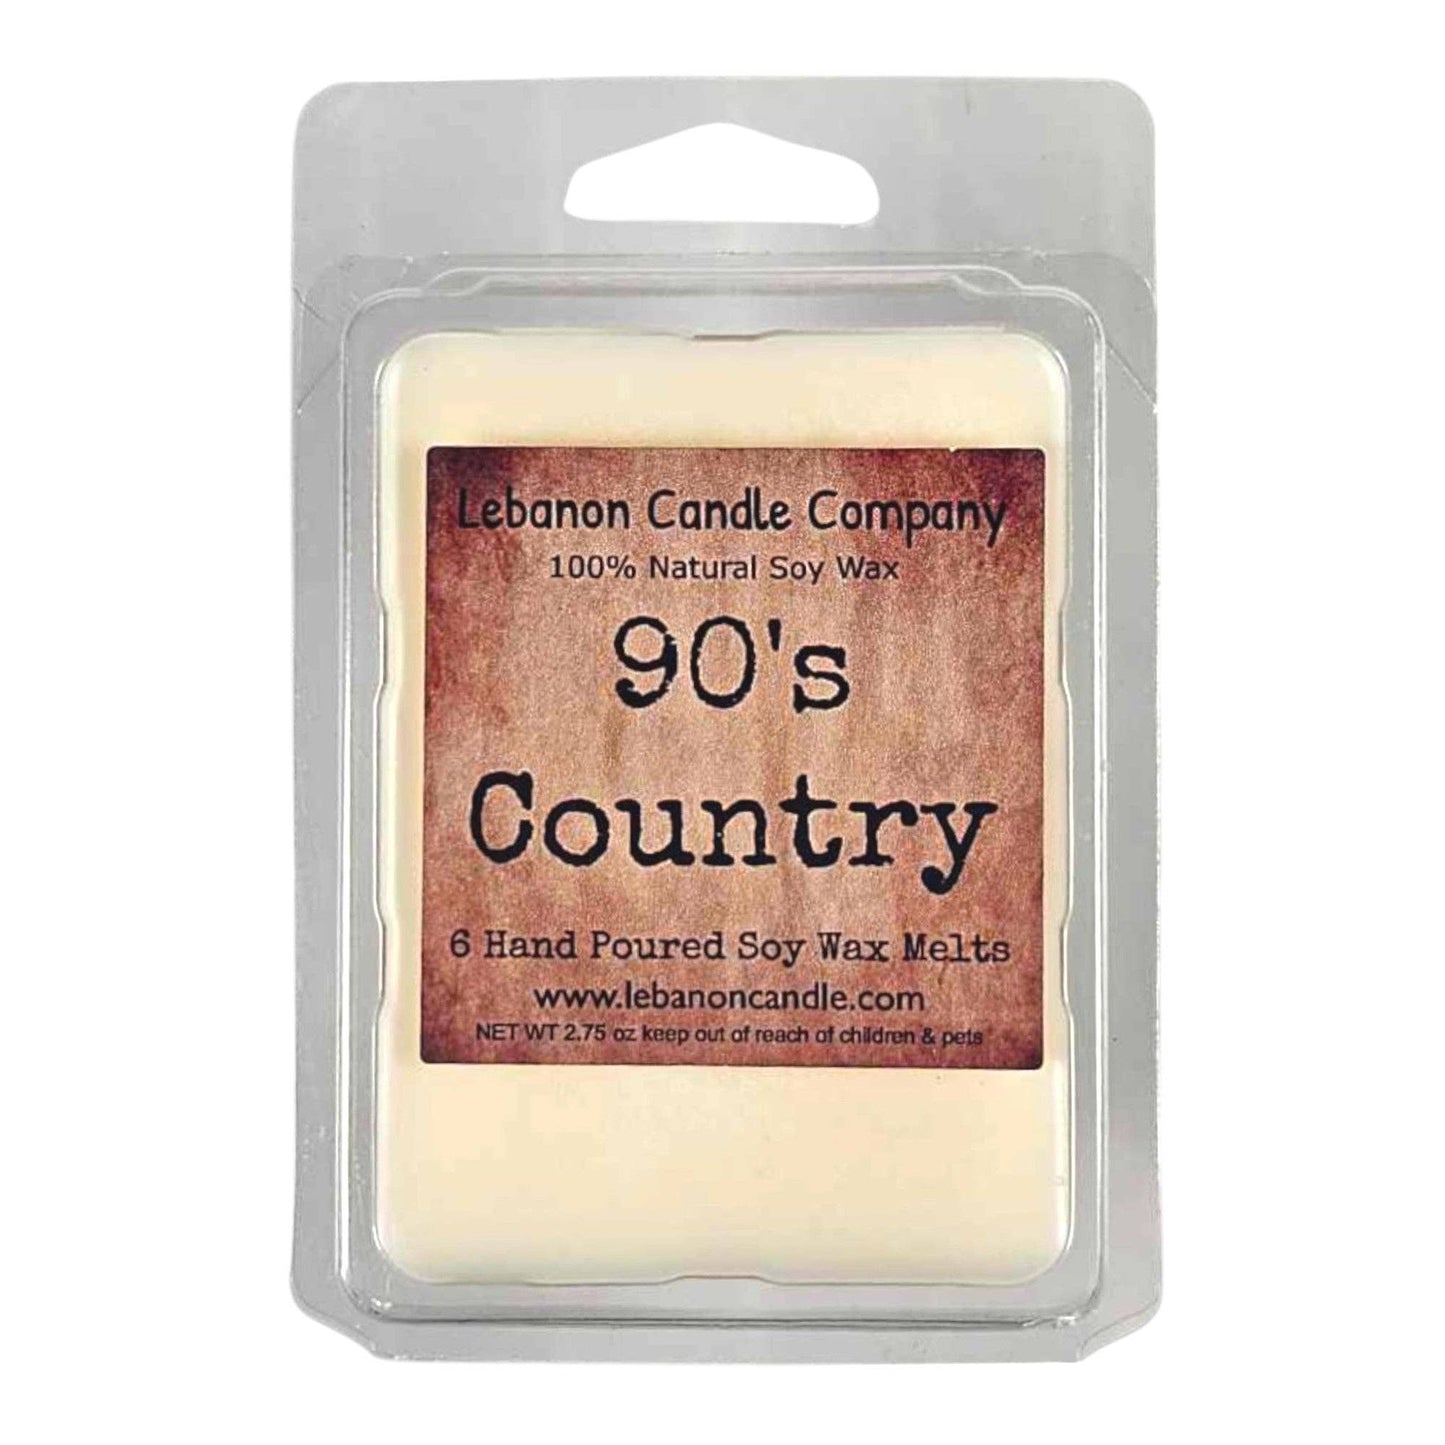 Lebanon Candle Company
100% Natural Soy Wax
90's
Country
6 Hand Poured Soy Wax Melts
www.lebanoncandle.com
NET WT 2.75 oz keep out of reach of children & pets